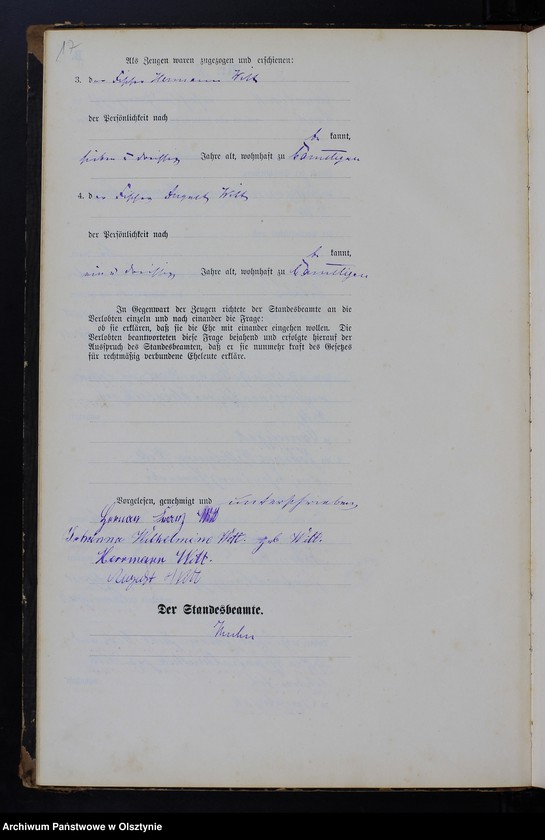 17
Als Zeugen waren zugezogen und erschienen:
3. der Fischer Hermann Witt
der Persönlichkeit nach
be kannt,
sieben u dreißig Jahre alt, wohnhaft zu
4. der Fischer August Witt
der Persönlichkeit nach
be kannt,
ein u dreißig Jahre alt, wohnhaft zu
In Gegenwart der Zeugen richtete der Standesbeamte an die
Verlobten einzeln und nach einander die Frage:
ob sie erklären, daß sie die Ehe mit einander eingehen wollen. Die
Verlobten beantworteten diese Frage bejahend und erfolgte hierauf der
Ausspruch des Standesbeamten, daß er sie nunmehr kraft des Gesetzes
für rechtmäßig verbundene Eheleute erkläre.
Vorgelesen, genehmigt und unterschrieben
Witt
Johanna Wilhelmine Witt geb Witt.
Herrmann Witt.
August Witt
Der Standesbeamte.
Archiwum Państwowe w Olsztynie